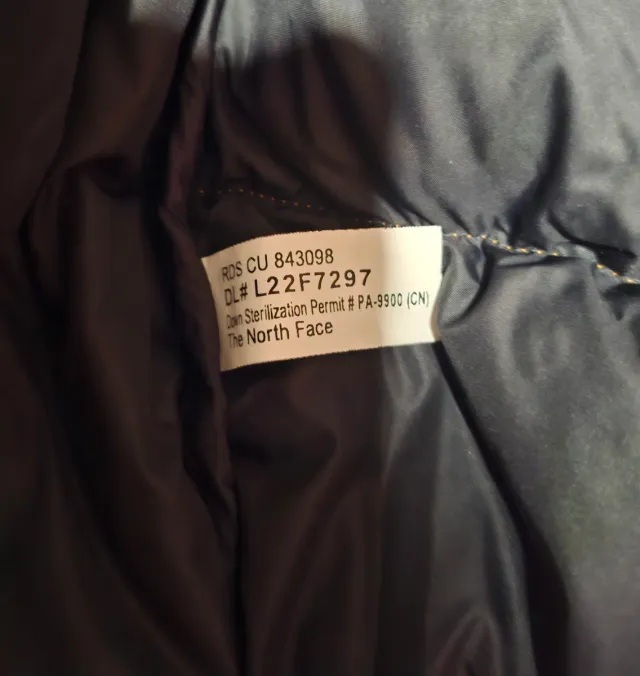 RDS CU 843098
DL# L22F7297
Down Sterilization Permit # PA-9900 (CN)
The North Face